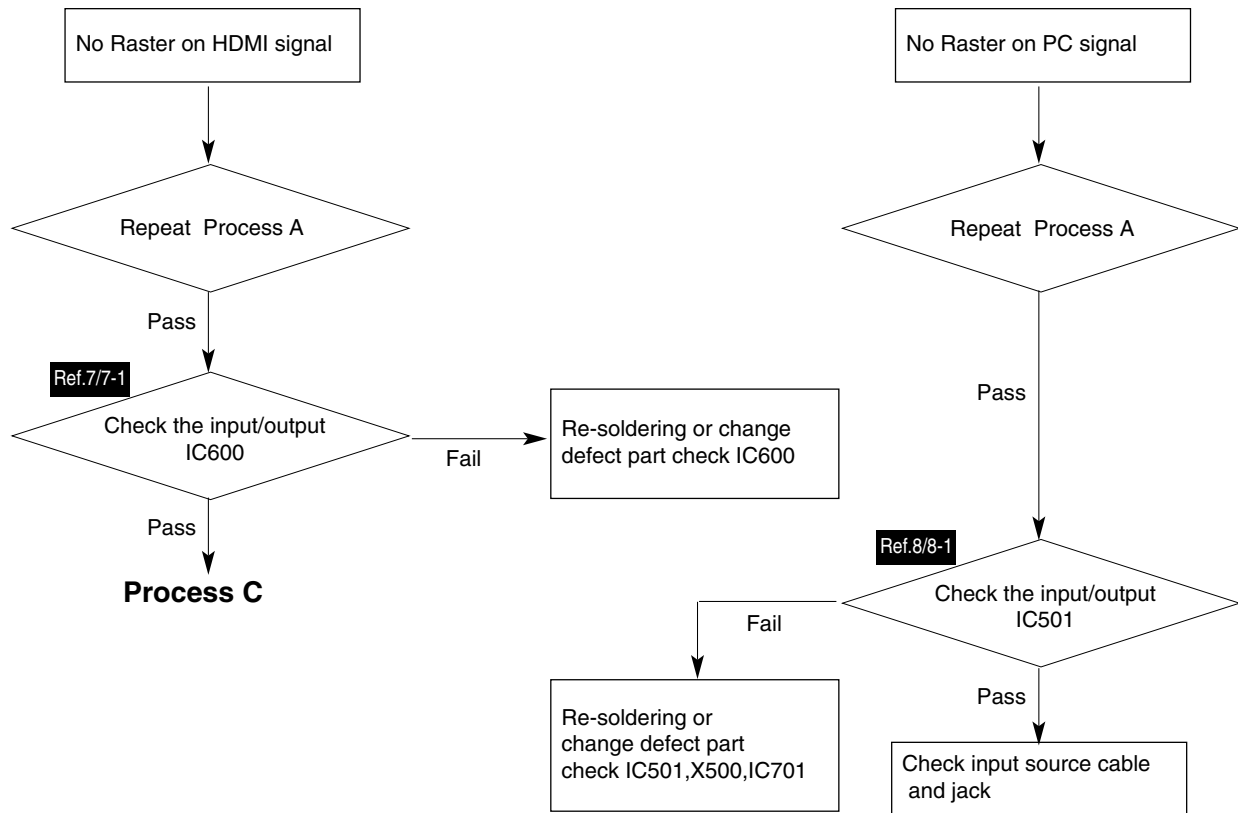 No Raster on HDMI signal
Repeat Process A
Pass
Ref.7/7-1
Check the input/output
IC600
Fail
Re-soldering or change
defect part check IC600
Pass
Process C
No Raster on PC signal
Repeat Process A
Pass
Ref.8/8-1
Check the input/output
IC501
Fail
Re-soldering or
change defect part
check IC501,X500,IC701
Pass
Check input source cable
and jack